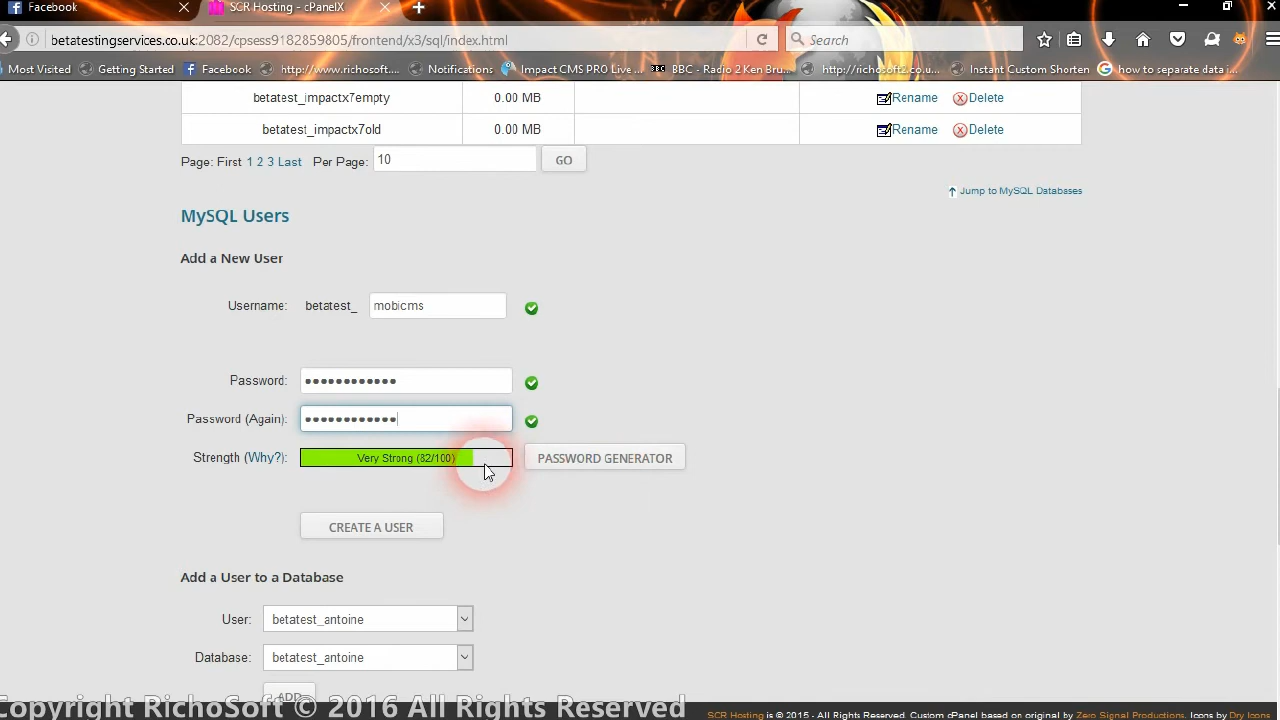 Facebook
SCR Hosting - cPanelX
betatestingservices.co.uk:2082/cpsess9182859805/frontend/x3/sql/index.html
Search
Most Visited
Getting Started
Facebook
http://www.richosoft....
Notifications
Impact CMS PRO Live ...
BBC - Radio 2 Ken Bru...
http://richosoft2.co.u...
Instant Custom Shorten
how to separate data i...
betatest_impactx7empty 0.00 MB Rename Delete
betatest_impactx7old 0.00 MB Rename Delete
Page: First 1 2 3 Last Per Page: 10 GO
Jump to MySQL Databases
MySQL Users
Add a New User
Username: betatest_ mobicms
Password: ••••••••••••
Password (Again): ••••••••••••
Strength (Why?): Very Strong (82/100) PASSWORD GENERATOR
CREATE A USER
Add a User to a Database
User: betatest_antoine
Database: betatest_antoine
ADD
Copyright RichoSoft © 2016 All Rights Reserved
SCR Hosting is © 2015 - All Rights Reserved. Custom cPanel based on original by Zero Signal Productions. Icons by Dry Icons